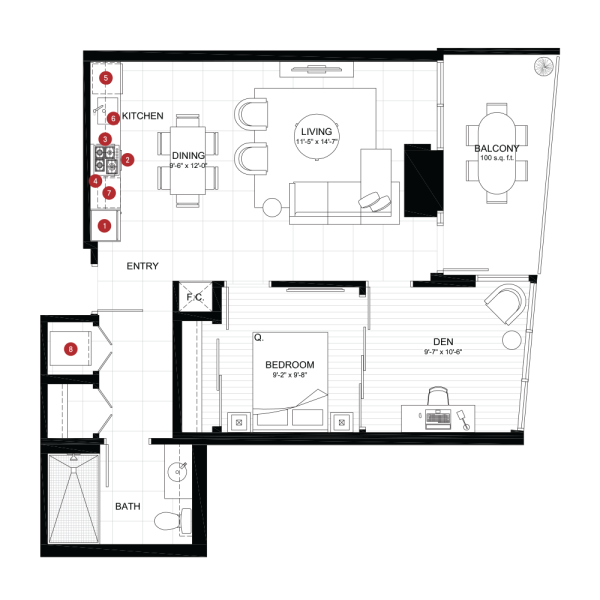 5
6
KITCHEN
3
2
4
7
1
DINING
9'-6" x 12'-0"
LIVING
11'-5" x 14'-7"
BALCONY
100 s.q. f.t.
ENTRY
F.C.
8
Q.
BEDROOM
9'-2" x 9'-8"
DEN
9'-7" x 10'-6"
BATH